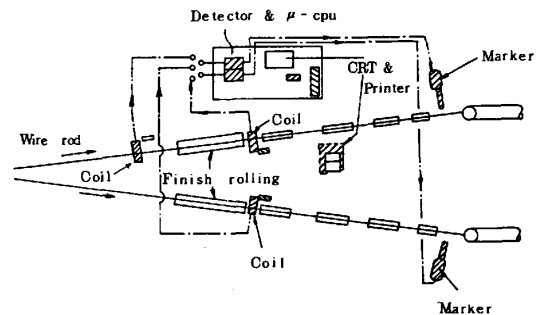 Detector & μ-cpu
Marker
CRT &
Printer
Coil
Wire rod
Coil
Finish rolling
Coil
Marker